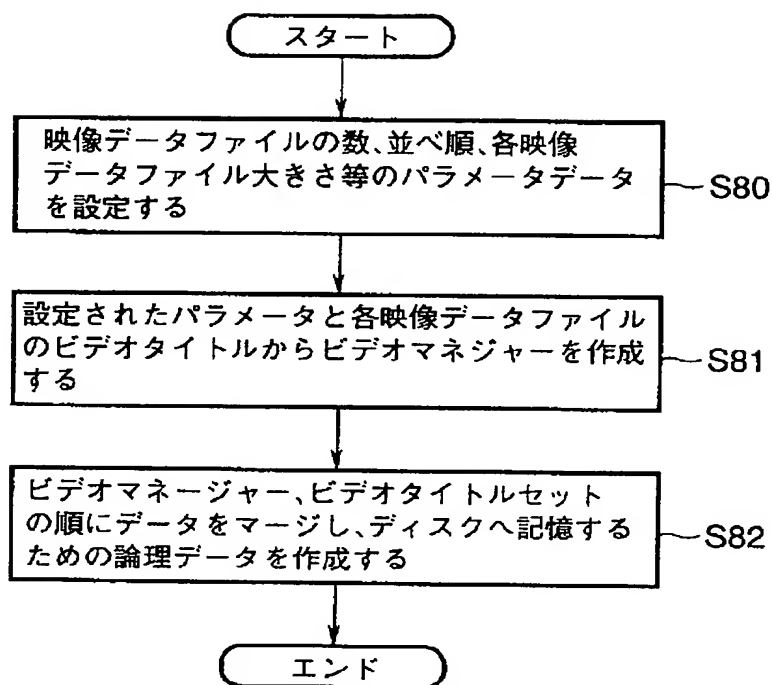 スタート
映像データファイルの数、並べ順、各映像
データファイル大きさ等のパラメータデータ
を設定する
S80
設定されたパラメータと各映像データファイル
のビデオタイトルからビデオマネジャーを作成
する
S81
ビデオマネージャー、ビデオタイトルセット
の順にデータをマージし、ディスクへ記憶する
ための論理データを作成する
S82
エンド